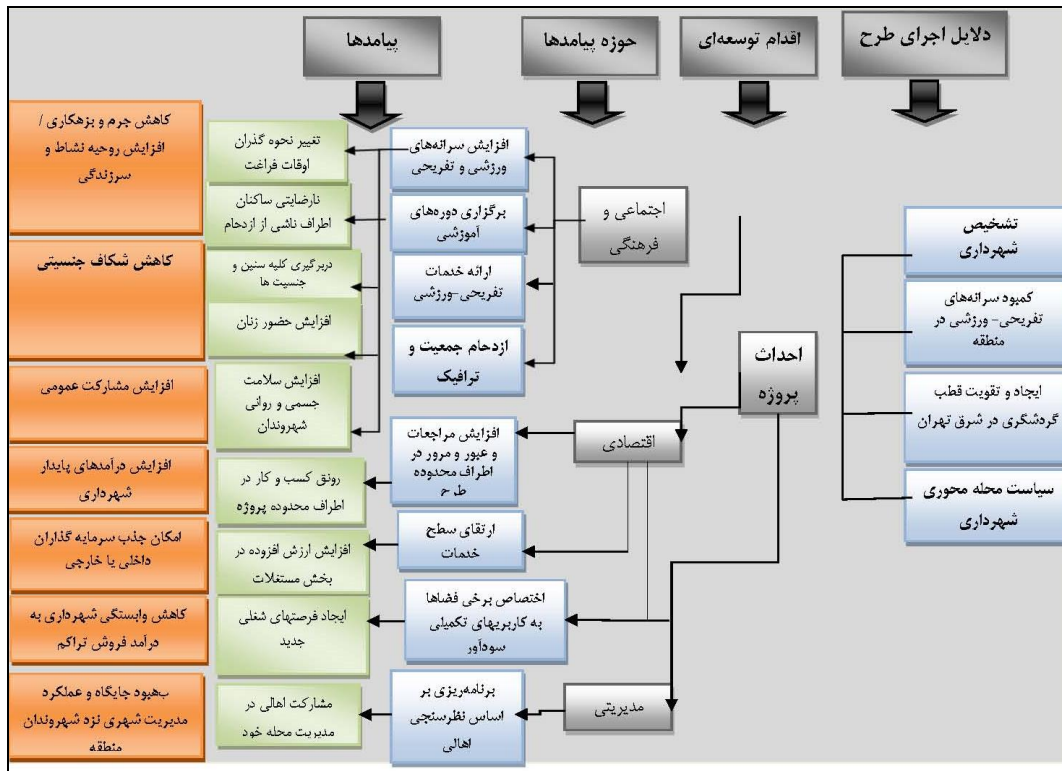 دلایل اجرای طرح
اقدام توسعه‌ای
حوزه پیامدها
پیامدها
تشخیص
شهرداری
کمبود سرانه‌های
تفریحی- ورزشی در
منطقه
ایجاد و تقویت قطب
گردشگری در شرق تهران
سیاست محله محوری
شهرداری
احداث
پروژه
اجتماعی و
فرهنگی
اقتصادی
مدیریتی
افزایش سرانه‌های
ورزشی و تفریحی
برگزاری دوره‌های
آموزشی
ارائه خدمات
تفریحی-ورزشی
ازدحام جمعیت و
ترافیک
افزایش مراجعات
و عبور و مرور در
اطراف محدوده
طرح
ارتقای سطح
خدمات
اختصاص برخی فضاها
به کاربریهای تکمیلی
سودآور
برنامه‌ریزی بر
اساس نظرسنجی
اهالی
تغییر نحوه گذران
اوقات فراغت
نارضایتی ساکنان
اطراف ناشی از ازدحام
دربرگیری کلیه سنین و
جنسیت ها
افزایش حضور زنان
افزایش سلامت
جسمی و روانی
شهروندان
رونق کسب و کار در
اطراف محدوده پروژه
افزایش ارزش افزوده در
بخش مستغلات
ایجاد فرصتهای شغلی
جدید
مشارکت اهالی در
مدیریت محله خود
کاهش جرم و بزهکاری /
افزایش روحیه نشاط و
سرزندگی
کاهش شکاف جنسیتی
افزایش مشارکت عمومی
افزایش درآمدهای پایدار
شهرداری
امکان جذب سرمایه گذاران
داخلی یا خارجی
کاهش وابستگی شهرداری به
درآمد فروش تراکم
بهبود جایگاه و عملکرد
مدیریت شهری نزد شهروندان
منطقه